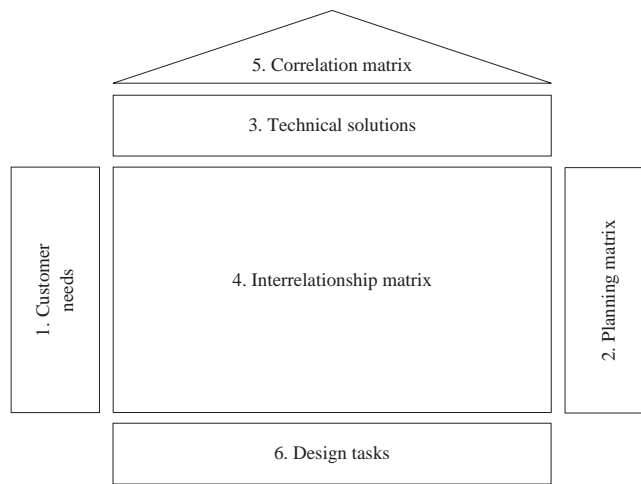 5. Correlation matrix
3. Technical solutions
1. Customer
needs
4. Interrelationship matrix
2. Planning matrix
6. Design tasks